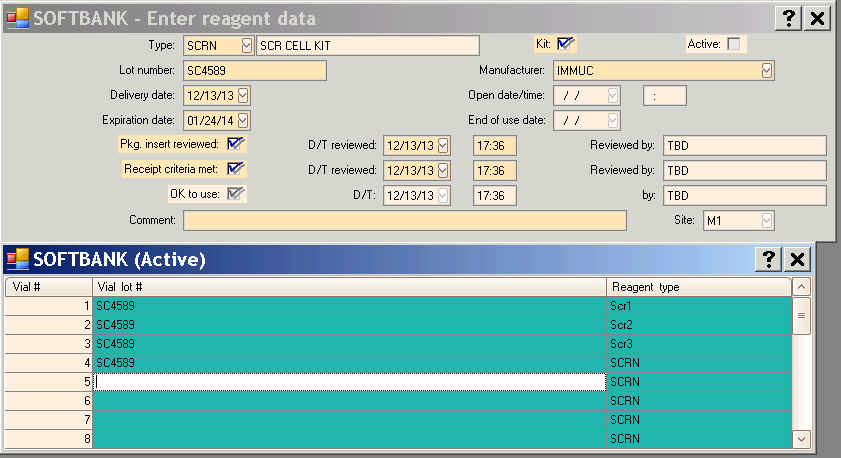 SOFTBANK - Enter reagent data ?
Type: SCRN SCR CELL KIT Kit: Active:
Lot number: SC4589 Manufacturer: IMMUC
Delivery date: 12/13/13 Open date/time: / / :
Expiration date: 01/24/14 End of use date: / /
Pkg. insert reviewed: D/T reviewed: 12/13/13 17:36 Reviewed by: TBD
Receipt criteria met: D/T reviewed: 12/13/13 17:36 Reviewed by: TBD
OK to use: D/T: 12/13/13 17:36 by: TBD
Comment: Site: M1
SOFTBANK (Active) ?
Vial # Vial lot # Reagent type
1 SC4589 Scr1
2 SC4589 Scr2
3 SC4589 Scr3
4 SC4589 SCRN
5 SCRN
6 SCRN
7 SCRN
8 SCRN